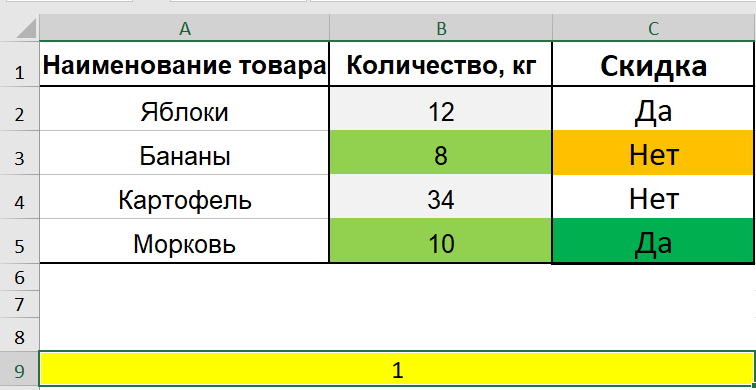 A B C
1 Наименование товара Количество, кг Скидка
2 Яблоки 12 Да
3 Бананы 8 Нет
4 Картофель 34 Нет
5 Морковь 10 Да
6
7
8
9 1